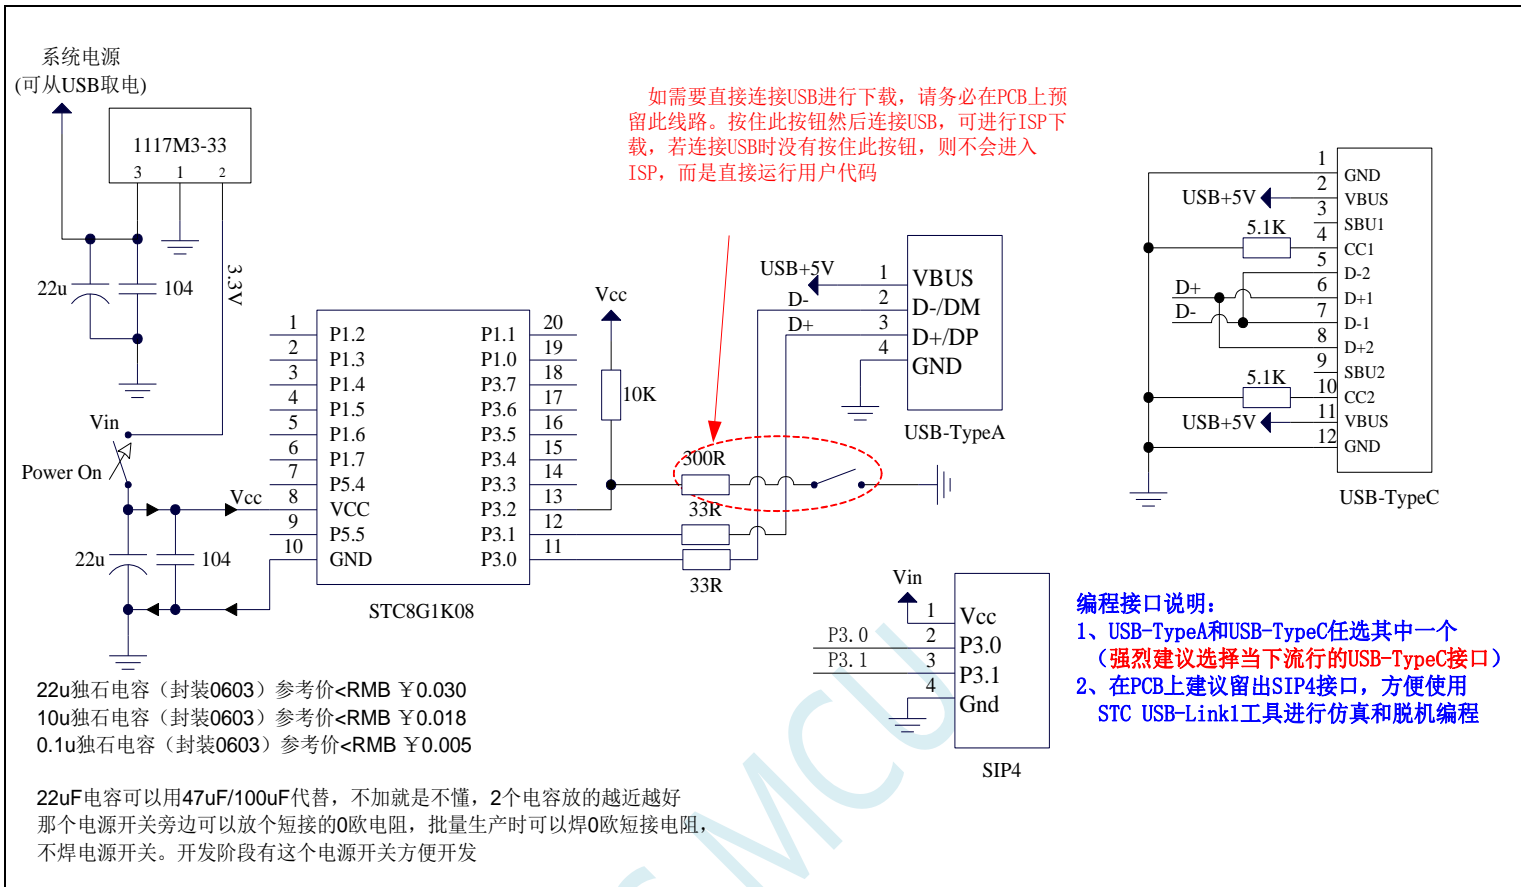 系统电源
(可从USB取电)
1117M3-33
3 1 2
22u
104
3.3V
Vin
Power On
Vcc
22u
104
1 P1.2
2 P1.3
3 P1.4
4 P1.5
5 P1.6
6 P1.7
7 P5.4
8 VCC
9 P5.5
10 GND
P1.1 20
P1.0 19
P3.7 18
P3.6 17
P3.5 16
P3.4 15
P3.3 14
P3.2 13
P3.1 12
P3.0 11
STC8G1K08
Vcc
10K
300R
33R
33R
如需要直接连接USB进行下载，请务必在PCB上预
留此线路。按住此按钮然后连接USB，可进行ISP下
载，若连接USB时没有按住此按钮，则不会进入
ISP，而是直接运行用户代码
USB+5V
D-
D+
1 VBUS
2 D-/DM
3 D+/DP
4 GND
USB-TypeA
USB+5V
5.1K
D+
D-
5.1K
USB+5V
1 GND
2 VBUS
3 SBU1
4 CC1
5 D-2
6 D+1
7 D-1
8 D+2
9 SBU2
10 CC2
11 VBUS
12 GND
USB-TypeC
Vin
P3.0
P3.1
1 Vcc
2 P3.0
3 P3.1
4 Gnd
SIP4
编程接口说明：
1、USB-TypeA和USB-TypeC任选其中一个
（强烈建议选择当下流行的USB-TypeC接口）
2、在PCB上建议留出SIP4接口，方便使用
STC USB-Link1工具进行仿真和脱机编程
22u独石电容（封装0603）参考价<RMB ￥0.030
10u独石电容（封装0603）参考价<RMB ￥0.018
0.1u独石电容（封装0603）参考价<RMB ￥0.005
22uF电容可以用47uF/100uF代替，不加就是不懂，2个电容放的越近越好
那个电源开关旁边可以放个短接的0欧电阻，批量生产时可以焊0欧短接电阻，
不焊电源开关。开发阶段有这个电源开关方便开发
MCU